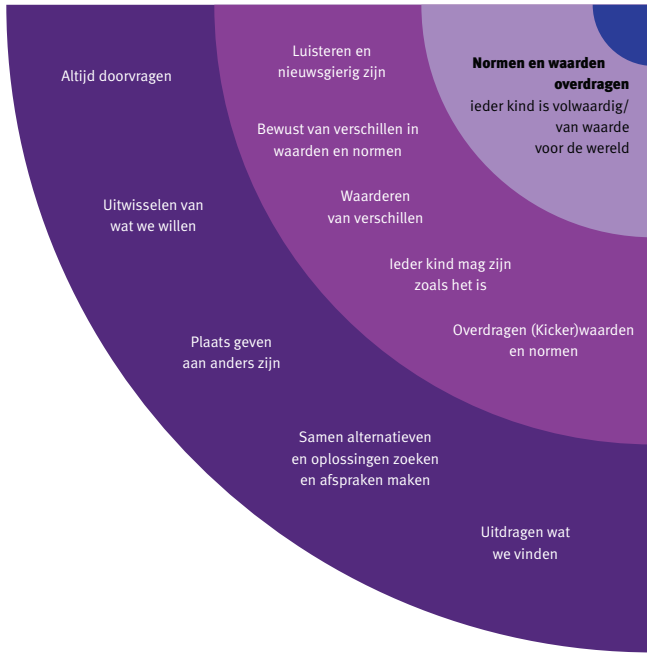 Normen en waarden
overdragen
ieder kind is volwaardig/
van waarde
voor de wereld
Luisteren en
nieuwsgierig zijn
Bewust van verschillen in
waarden en normen
Waarderen
van verschillen
Ieder kind mag zijn
zoals het is
Overdragen (Kicker)waarden
en normen
Altijd doorvragen
Uitwisselen van
wat we willen
Plaats geven
aan anders zijn
Samen alternatieven
en oplossingen zoeken
en afspraken maken
Uitdragen wat
we vinden